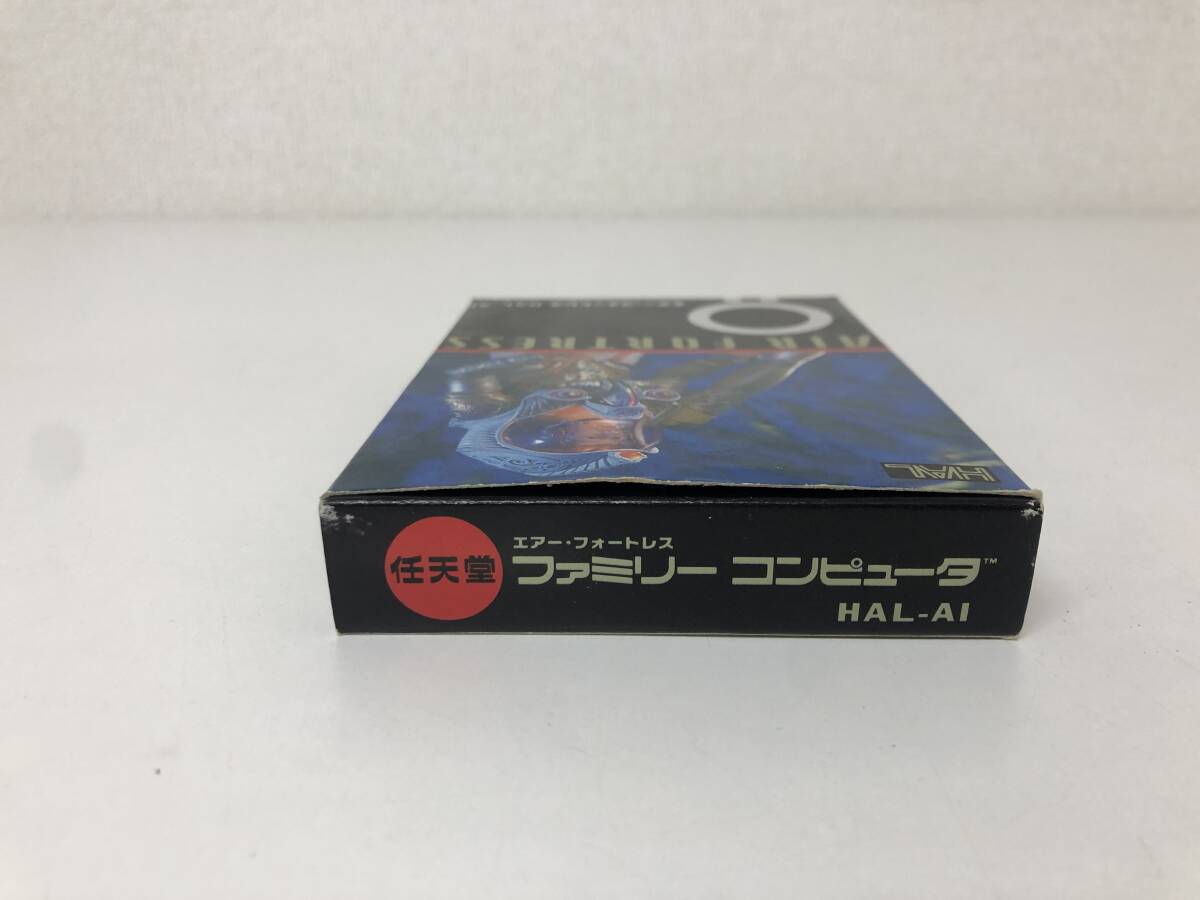 AIR FORTRESS
HAL
任天堂
エアー・フォートレス
ファミリー コンピュータ™
HAL-AI